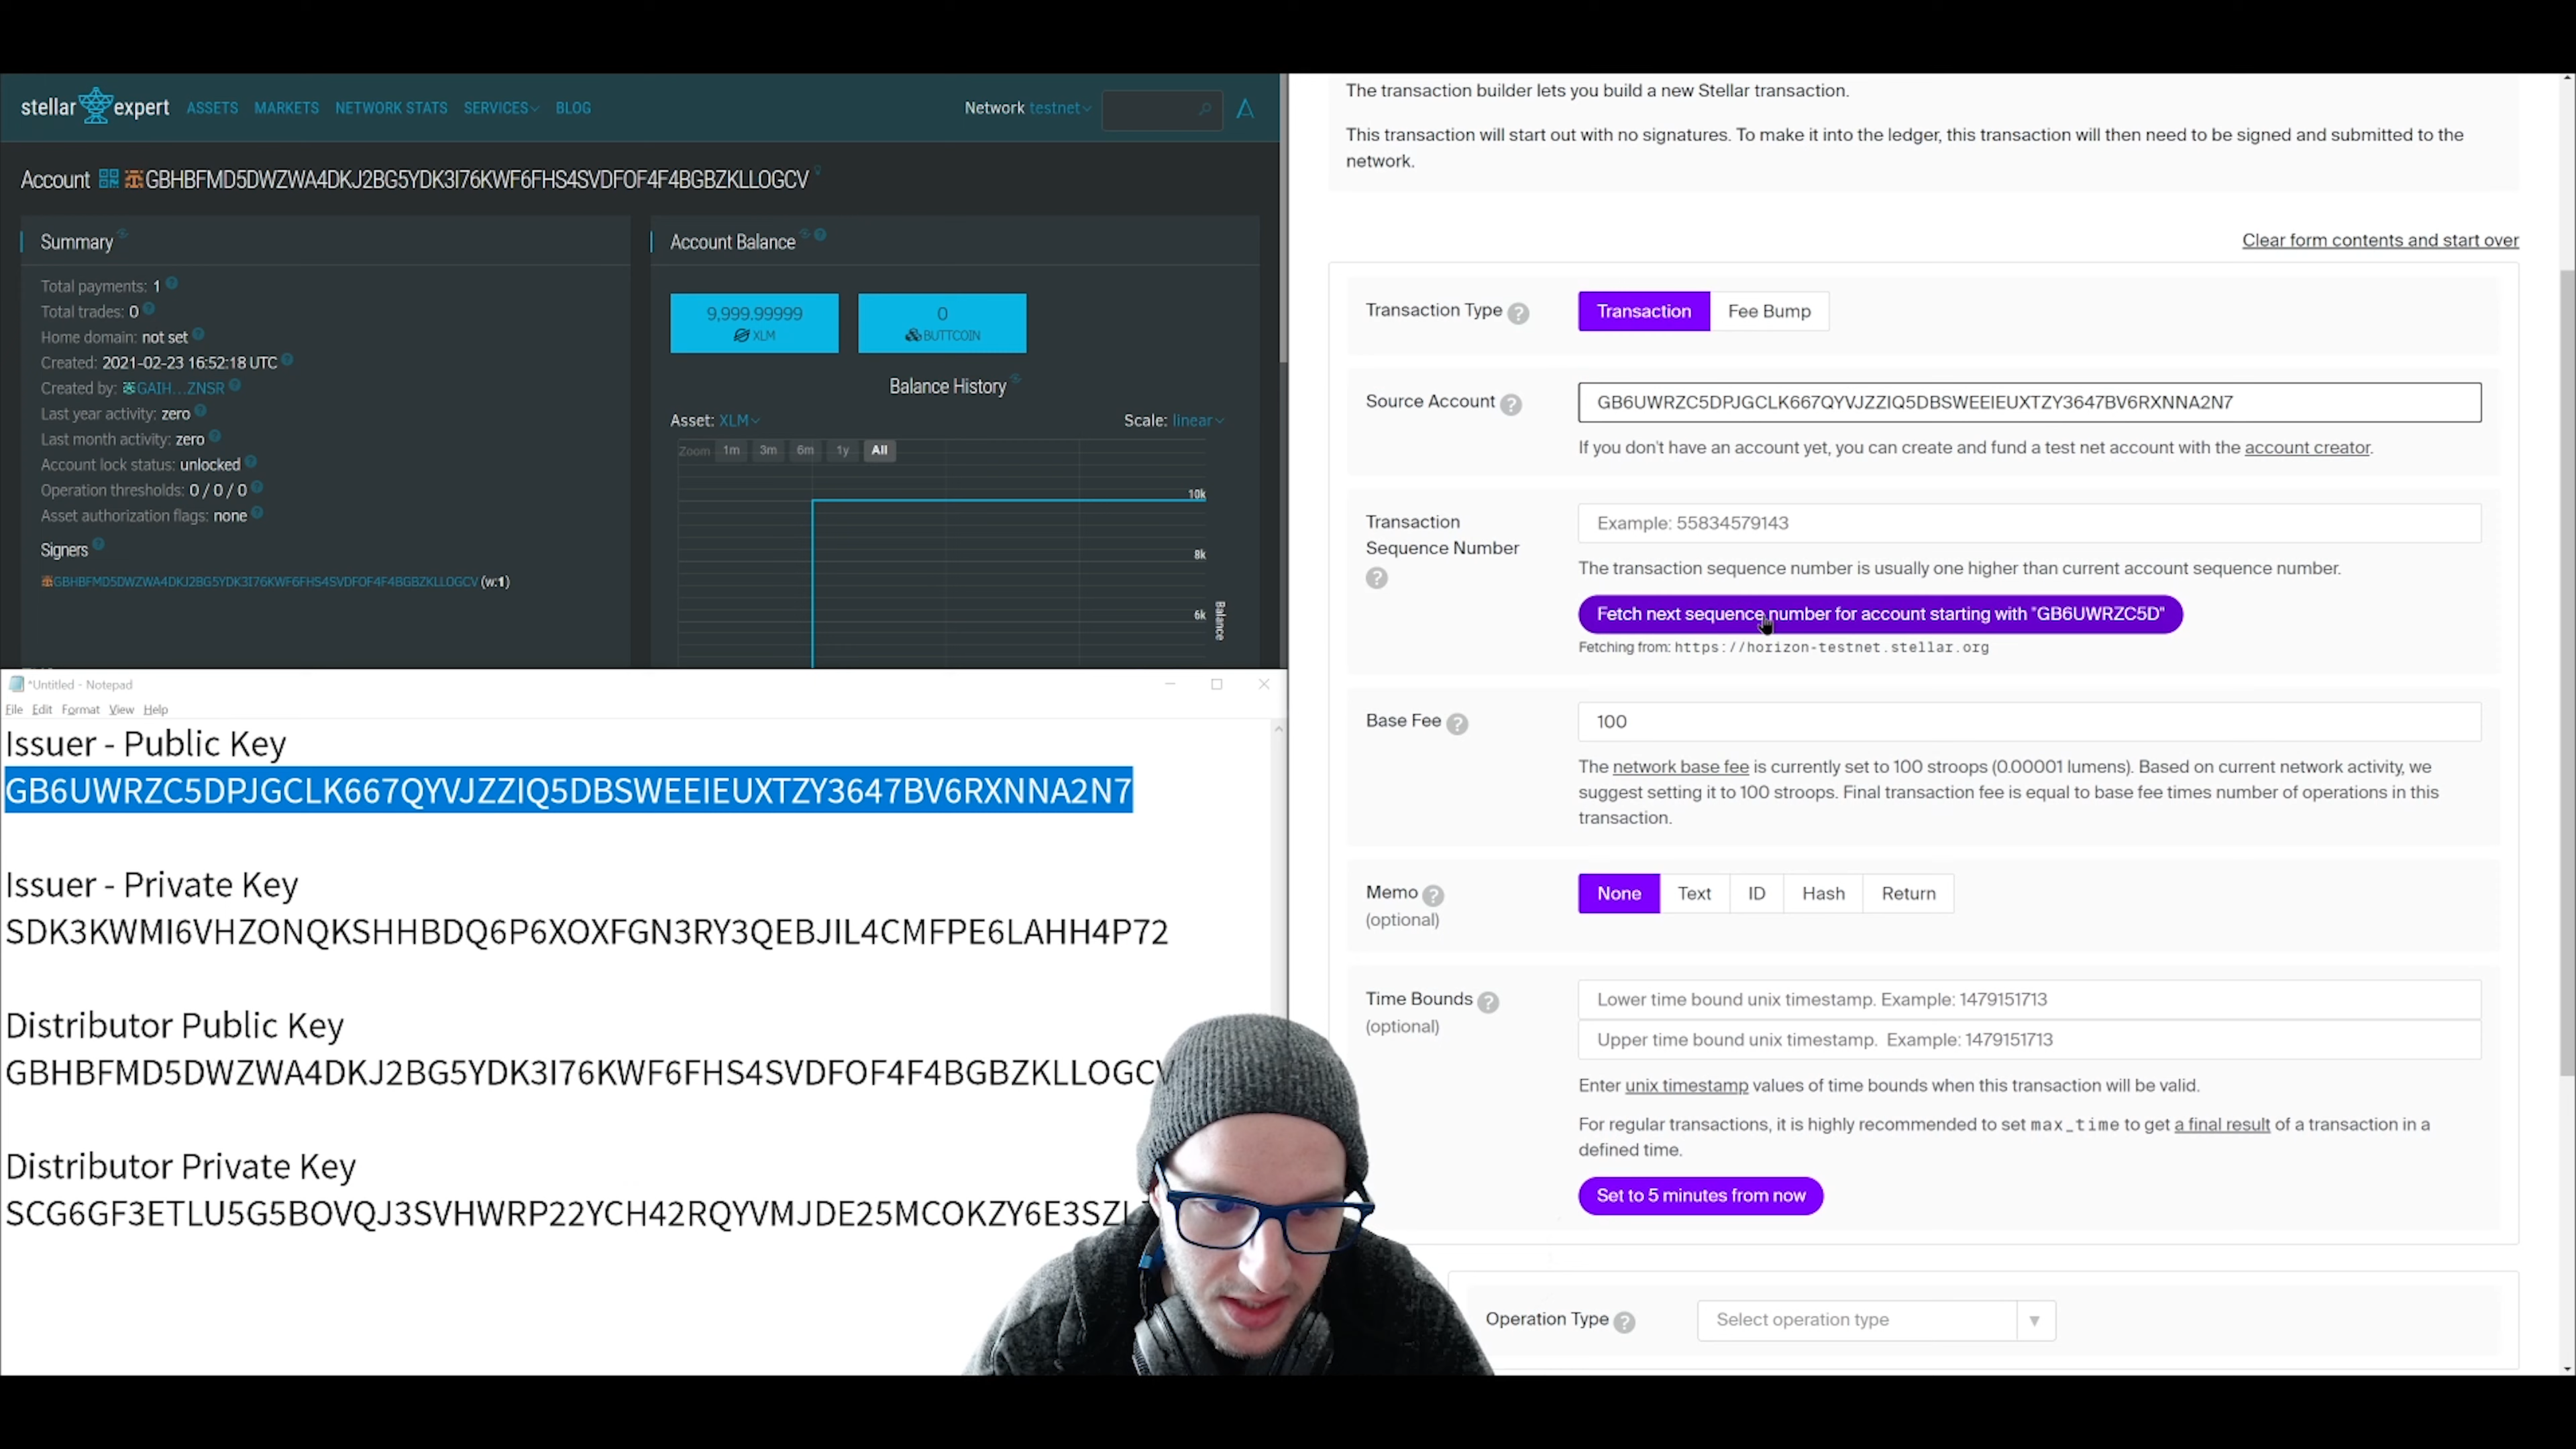 stellar expert ASSETS MARKETS NETWORK STATS SERVICES BLOG Network testnet
Account GBHBFMD5DWZWA4DKJ2BG5YDK3I76KWF6FHS4SVDFOF4F4BGBZKLLOGCV
Summary
Total payments: 1
Total trades: 0
Home domain: not set
Created: 2021-02-23 16:52:18 UTC
Created by: GAIH...ZNSR
Last year activity: zero
Last month activity: zero
Account lock status: unlocked
Operation thresholds: 0 / 0 / 0
Asset authorization flags: none
Signers
GBHBFMD5DWZWA4DKJ2BG5YDK3I76KWF6FHS4SVDFOF4F4BGBZKLLOGCV (w:1)
Account Balance
9,999.99999
XLM
0
BUTTCOIN
Balance History
Asset: XLM
Scale: linear
Zoom 1m 3m 6m 1y All
10k
8k
6k
Balance
*Untitled - Notepad
File Edit Format View Help
Issuer - Public Key
GB6UWRZC5DPJGCLK667QYVJZZIQ5DBSWEEIEUXTZY3647BV6RXNNA2N7
Issuer - Private Key
SDK3KWMI6VHZONQKSHHBDQ6P6XOXFGN3RY3QEBJIL4CMFPE6LAHH4P72
Distributor Public Key
GBHBFMD5DWZWA4DKJ2BG5YDK3I76KWF6FHS4SVDFOF4F4BGBZKLLOGCV
Distributor Private Key
SCG6GF3ETLU5G5BOVQJ3SVHWRP22YCH42RQYVMJDE25MCOKZY6E3SZL
The transaction builder lets you build a new Stellar transaction.
This transaction will start out with no signatures. To make it into the ledger, this transaction will then need to be signed and submitted to the
network.
Clear form contents and start over
Transaction Type ?
Transaction Fee Bump
Source Account ?
GB6UWRZC5DPJGCLK667QYVJZZIQ5DBSWEEIEUXTZY3647BV6RXNNA2N7
If you don't have an account yet, you can create and fund a test net account with the account creator.
Transaction
Sequence Number
?
Example: 55834579143
The transaction sequence number is usually one higher than current account sequence number.
Fetch next sequence number for account starting with "GB6UWRZC5D"
Fetching from: https://horizon-testnet.stellar.org
Base Fee ?
100
The network base fee is currently set to 100 stroops (0.00001 lumens). Based on current network activity, we
suggest setting it to 100 stroops. Final transaction fee is equal to base fee times number of operations in this
transaction.
Memo ?
(optional)
None Text ID Hash Return
Time Bounds ?
(optional)
Lower time bound unix timestamp. Example: 1479151713
Upper time bound unix timestamp. Example: 1479151713
Enter unix timestamp values of time bounds when this transaction will be valid.
For regular transactions, it is highly recommended to set max_time to get a final result of a transaction in a
defined time.
Set to 5 minutes from now
Operation Type ?
Select operation type